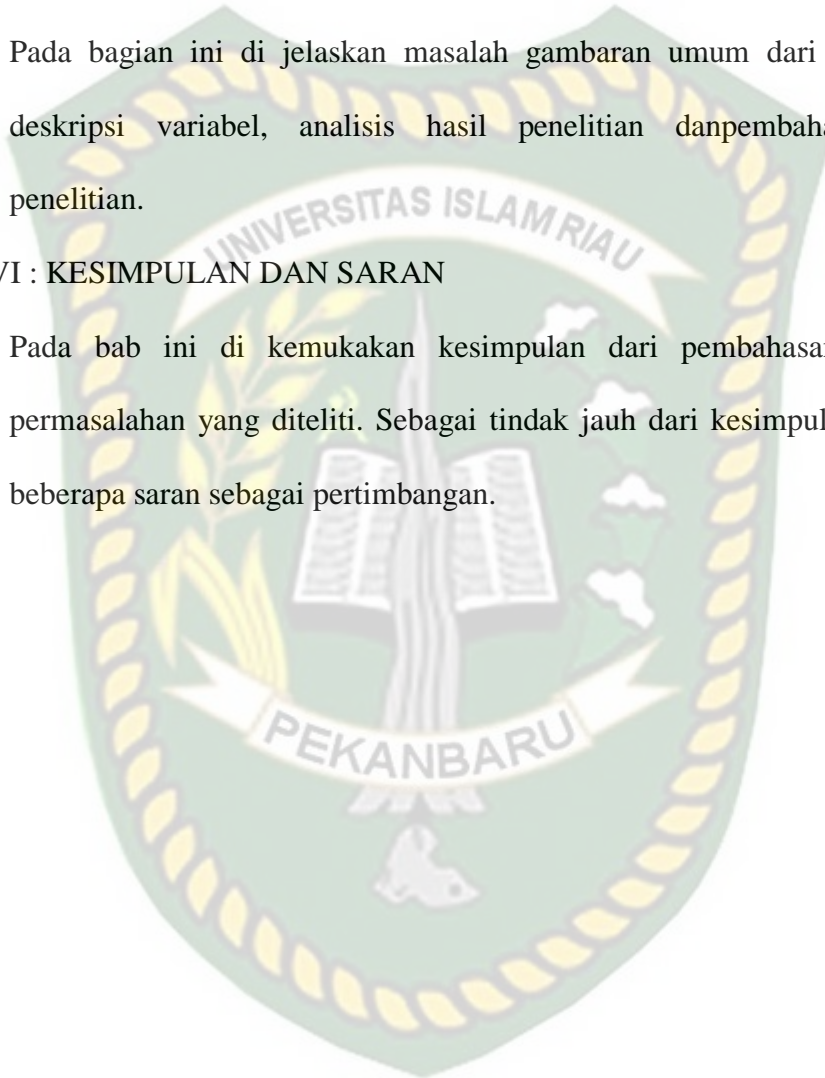 Pada bagian ini di jelaskan masalah gambaran umum dari
deskripsi variabel, analisis hasil penelitian danpembaha
penelitian.
UNIVERSITAS ISLAM RIAU
VI : KESIMPULAN DAN SARAN
Pada bab ini di kemukakan kesimpulan dari pembahasa
permasalahan yang diteliti. Sebagai tindak jauh dari kesimpul
beberapa saran sebagai pertimbangan.
PEKANBARU